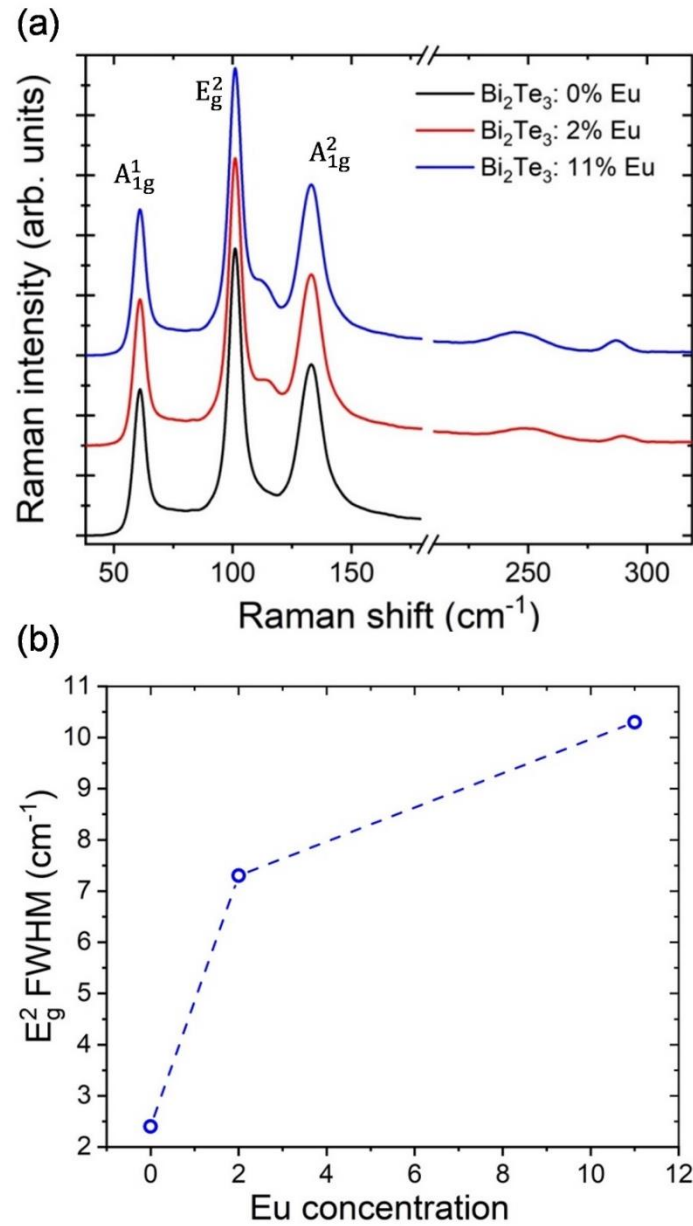 (a)
Raman intensity (arb. units)
A¹₁g
E²g
A²₁g
Bi₂Te₃: 0% Eu
Bi₂Te₃: 2% Eu
Bi₂Te₃: 11% Eu
50 100 150 250 300
Raman shift (cm⁻¹)
(b)
E²g FWHM (cm⁻¹)
11
10
9
8
7
6
5
4
3
2
0 2 4 6 8 10 12
Eu concentration